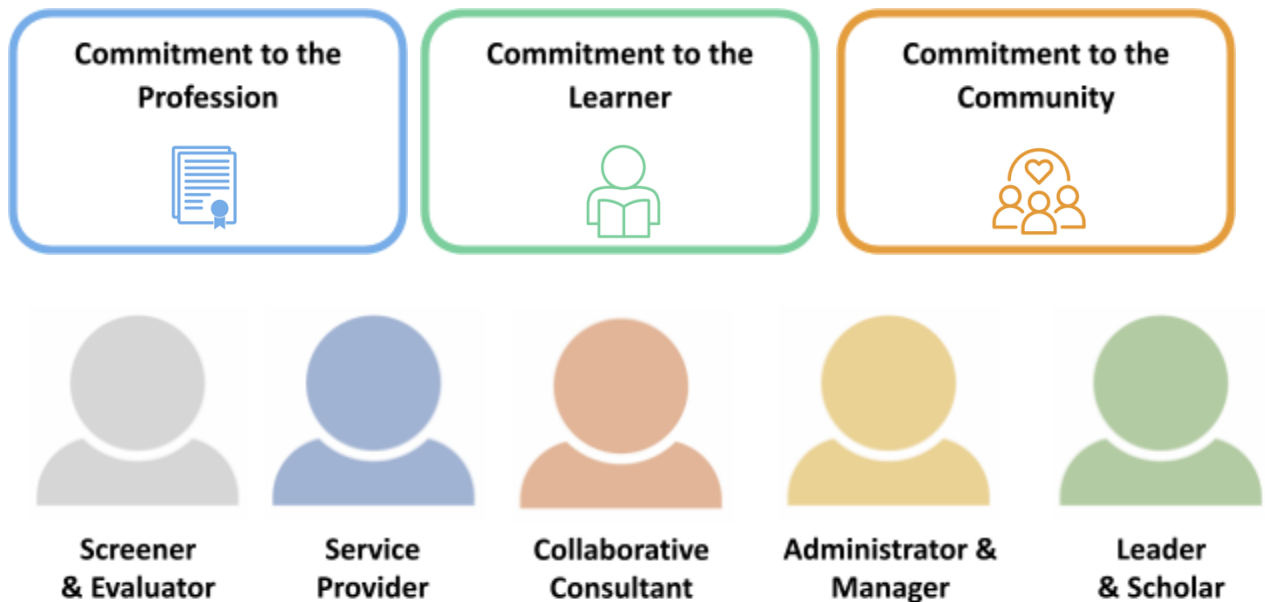 Commitment to the
Profession
Commitment to the
Learner
Commitment to the
Community
Screener
& Evaluator
Service
Provider
Collaborative
Consultant
Administrator &
Manager
Leader
& Scholar